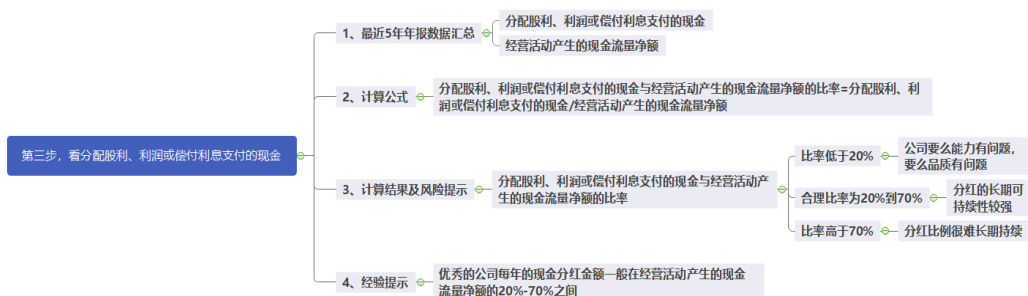 第三步，看分配股利、利润或偿付利息支付的现金
1、最近5年年报数据汇总
分配股利、利润或偿付利息支付的现金
经营活动产生的现金流量净额
2、计算公式
分配股利、利润或偿付利息支付的现金与经营活动产生的现金流量净额的比率=分配股利、利
润或偿付利息支付的现金/经营活动产生的现金流量净额
3、计算结果及风险提示
分配股利、利润或偿付利息支付的现金与经营活动产
生的现金流量净额的比率
比率低于20%
公司要么能力有问题，
要么品质有问题
合理比率为20%到70%
分红的长期可
持续性较强
比率高于70%
分红比例很难长期持续
4、经验提示
优秀的公司每年的现金分红金额一般在经营活动产生的现金
流量净额的20%-70%之间